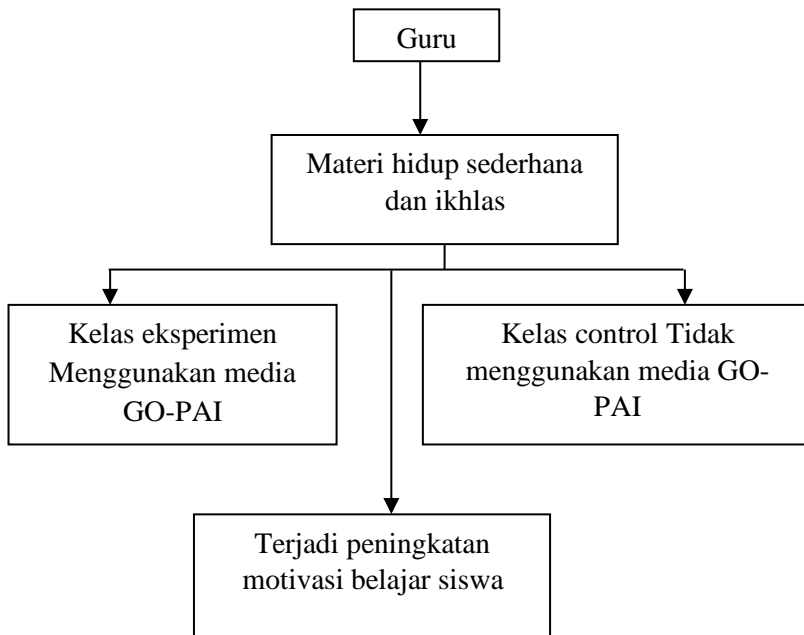 Guru
Materi hidup sederhana
dan ikhlas
Kelas eksperimen
Menggunakan media
GO-PAI
Kelas control Tidak
menggunakan media GO-
PAI
Terjadi peningkatan
motivasi belajar siswa